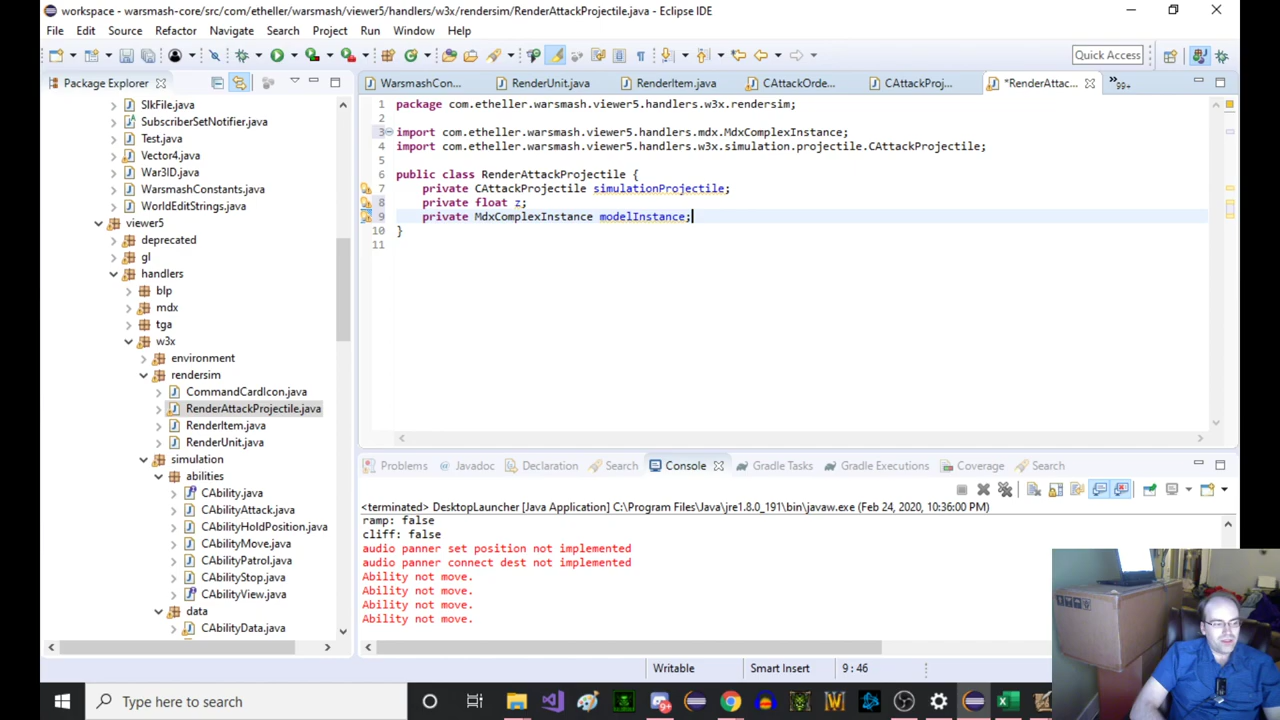 workspace - warsmash-core/src/com/etheller/warsmash/viewer5/handlers/w3x/rendersim/RenderAttackProjectile.java - Eclipse IDE
File Edit Source Refactor Navigate Search Project Run Window Help
Quick Access
Package Explorer
WarsmashCon... RenderUnit.java RenderItem.java CAttackOrde... CAttackProj... *RenderAttac... »99+
SlkFile.java
SubscriberSetNotifier.java
Test.java
Vector4.java
War3ID.java
WarsmashConstants.java
WorldEditStrings.java
viewer5
deprecated
gl
handlers
blp
mdx
tga
w3x
environment
rendersim
CommandCardIcon.java
RenderAttackProjectile.java
RenderItem.java
RenderUnit.java
simulation
abilities
CAbility.java
CAbilityAttack.java
CAbilityHoldPosition.java
CAbilityMove.java
CAbilityPatrol.java
CAbilityStop.java
CAbilityView.java
data
CAbilityData.java
1 package com.etheller.warsmash.viewer5.handlers.w3x.rendersim;
2
3 import com.etheller.warsmash.viewer5.handlers.mdx.MdxComplexInstance;
4 import com.etheller.warsmash.viewer5.handlers.w3x.simulation.projectile.CAttackProjectile;
5
6 public class RenderAttackProjectile {
7 private CAttackProjectile simulationProjectile;
8 private float z;
9 private MdxComplexInstance modelInstance;
10 }
11
Problems Javadoc Declaration Search Console Gradle Tasks Gradle Executions Coverage Search
<terminated> DesktopLauncher [Java Application] C:\Program Files\Java\jre1.8.0_191\bin\javaw.exe (Feb 24, 2020, 10:36:00 PM)
ramp: false
cliff: false
audio panner set position not implemented
audio panner connect dest not implemented
Ability not move.
Ability not move.
Ability not move.
Ability not move.
Writable Smart Insert 9 : 46
Type here to search